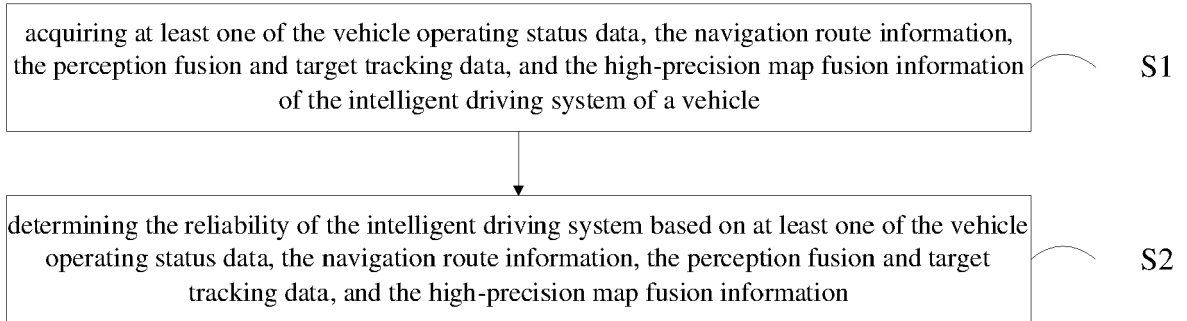 acquiring at least one of the vehicle operating status data, the navigation route information,
the perception fusion and target tracking data, and the high-precision map fusion information
of the intelligent driving system of a vehicle
S1
determining the reliability of the intelligent driving system based on at least one of the vehicle
operating status data, the navigation route information, the perception fusion and target
tracking data, and the high-precision map fusion information
S2